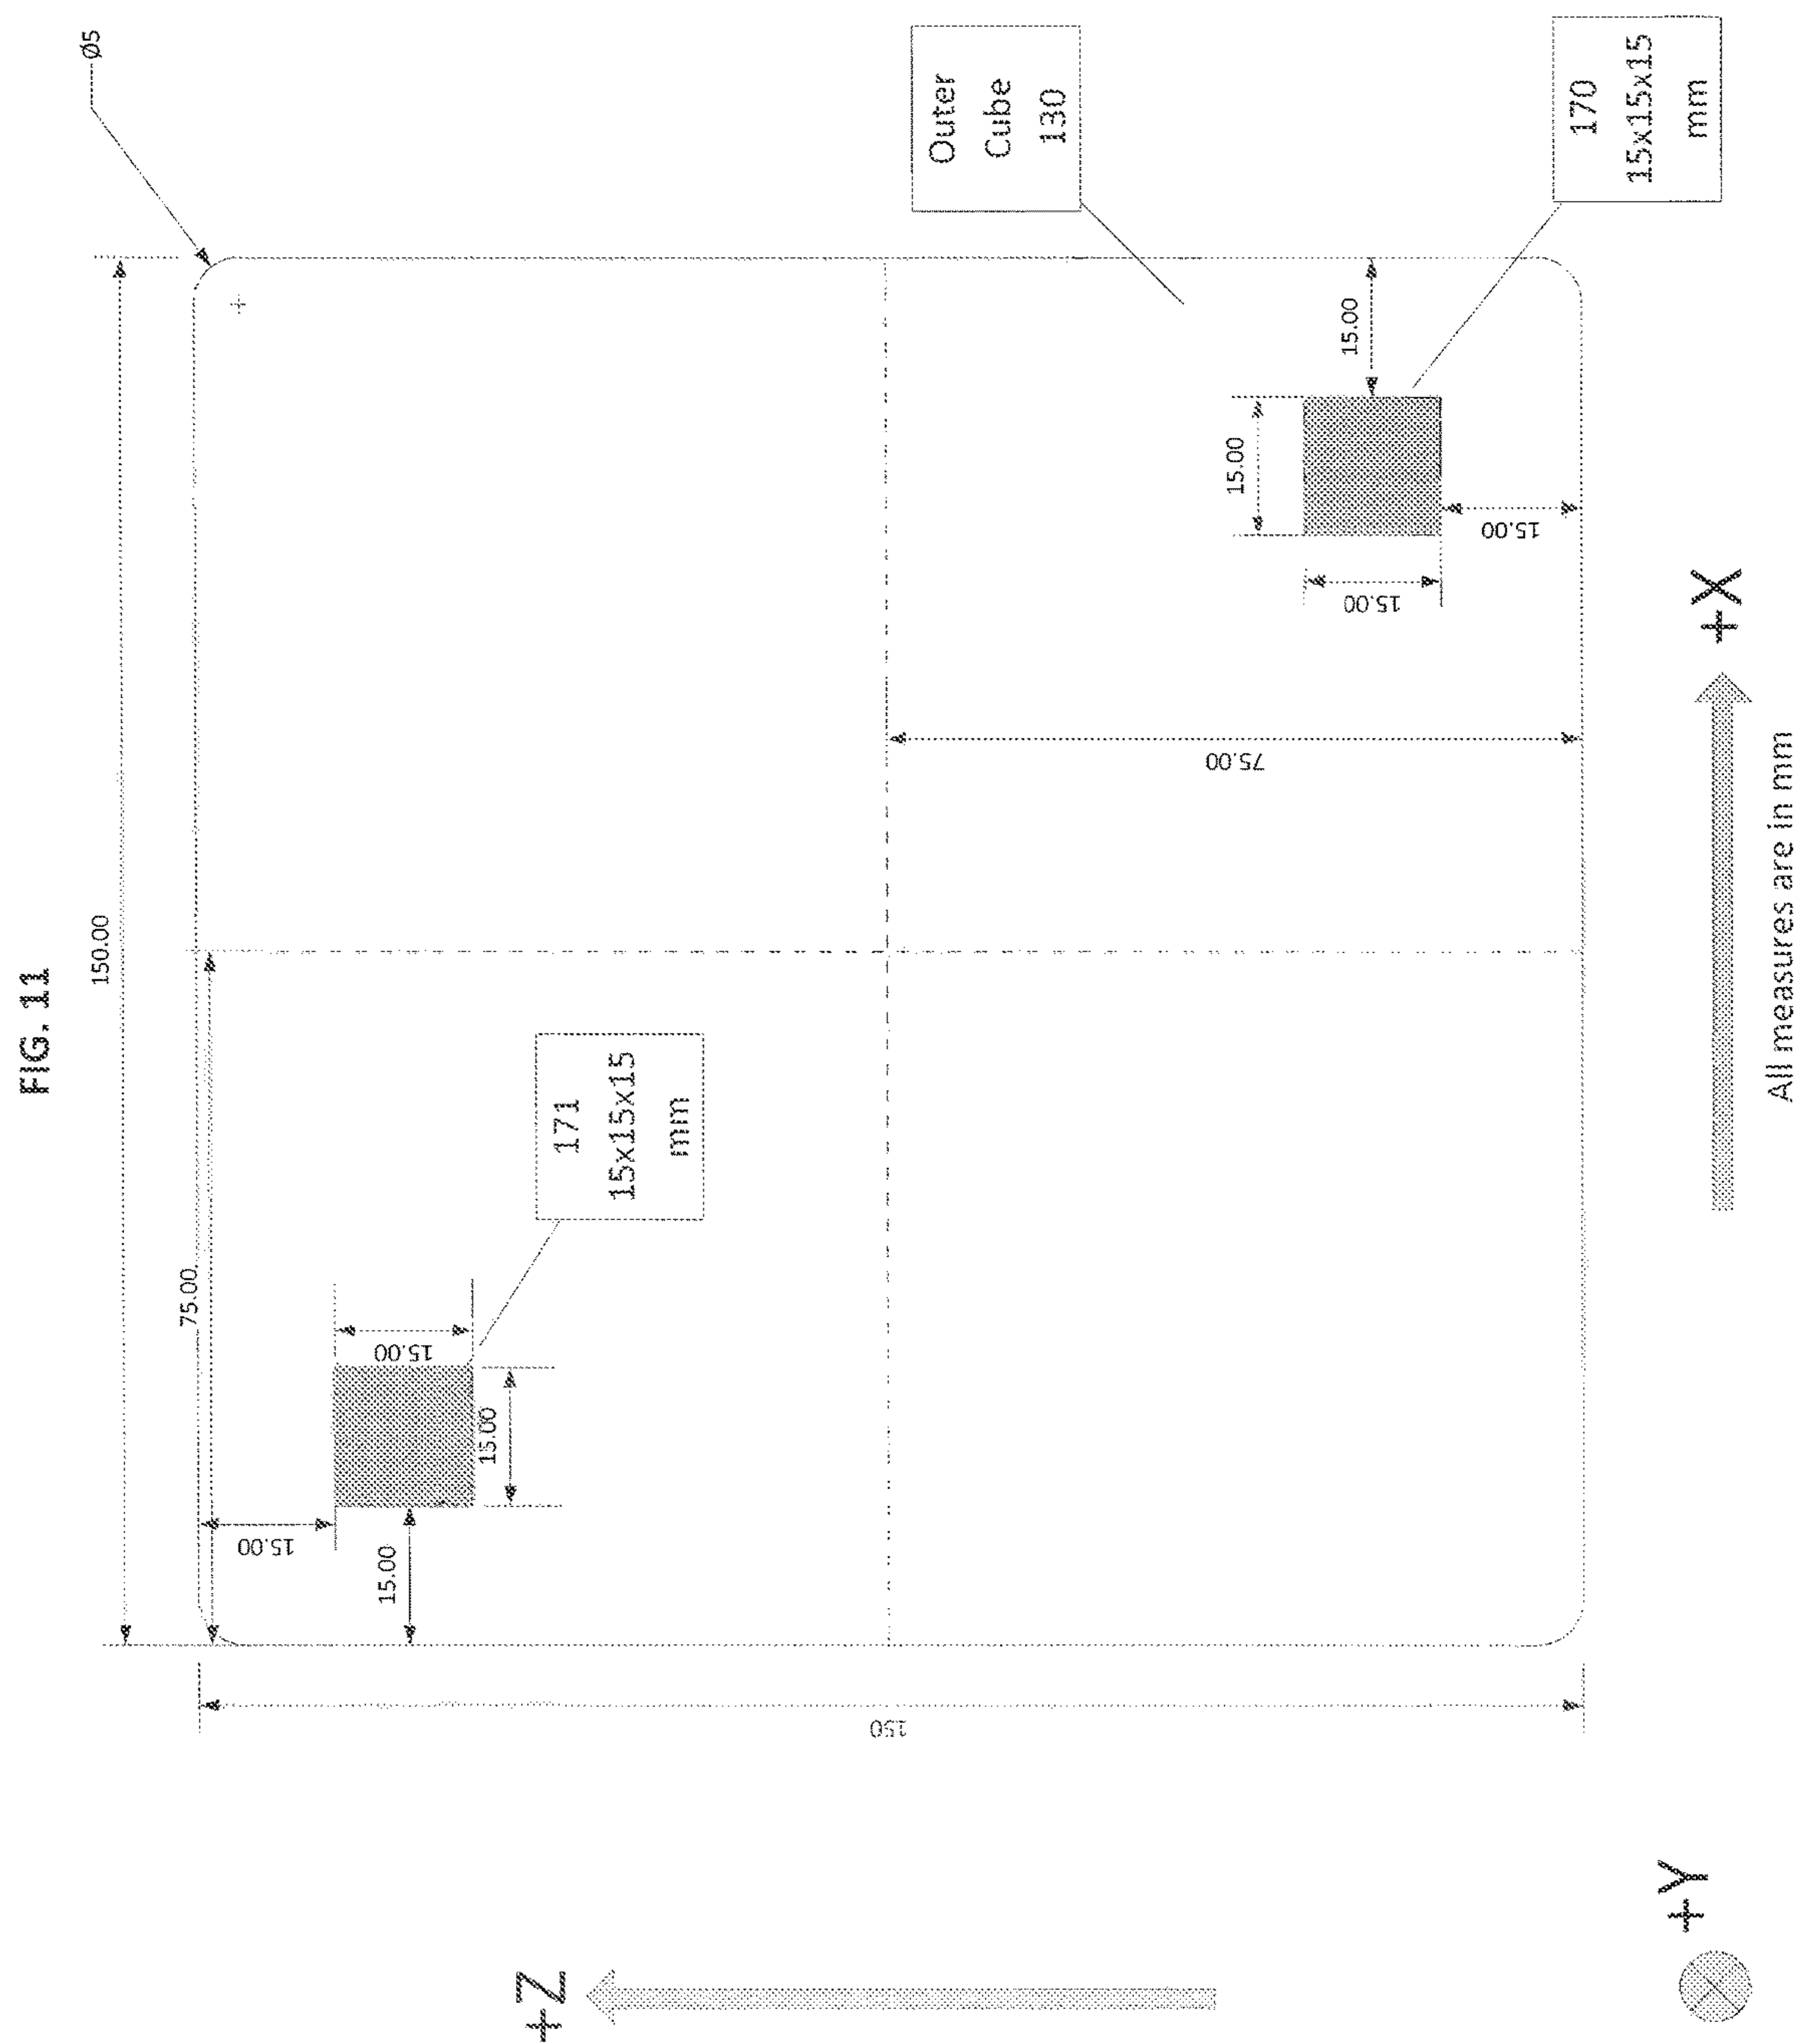 FIG. 11
Ø5
150.00
75.00
15.00
15.00
15.00
15.00
+Z
171
15x15x15
mm
150
Outer
Cube
130
75.00
15.00
15.00
15.00
15.00
170
15x15x15
mm
+Y
+X
All measures are in mm